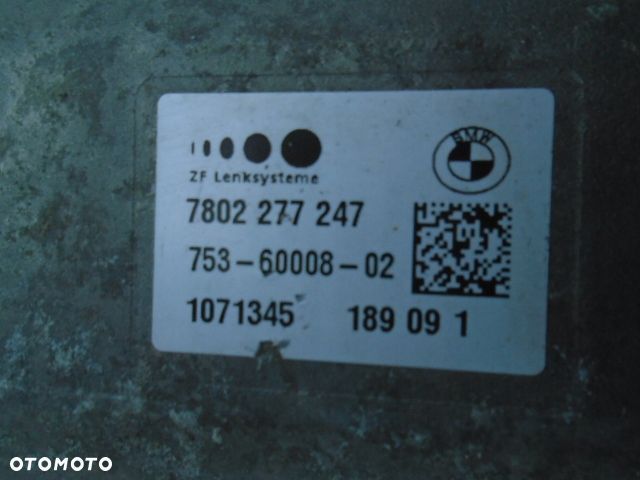 BMW
ZF Lenksysteme
7802 277 247
753-60008-02
1071345 189 09 1
OTOMOTO